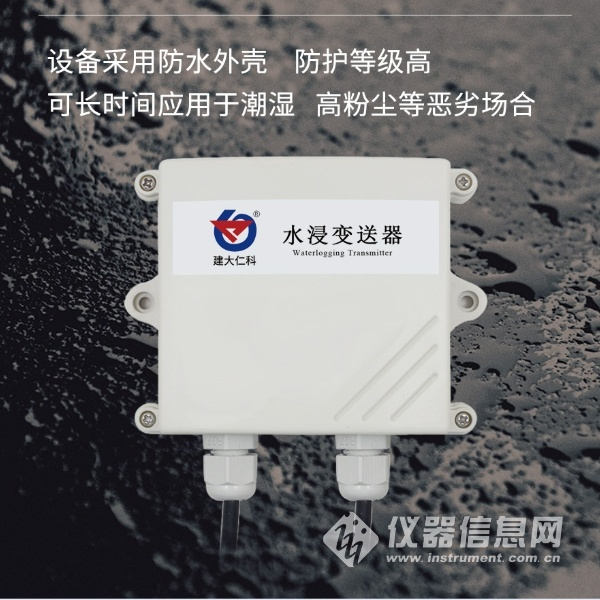 设备采用防水外壳 防护等级高
可长时间应用于潮湿 高粉尘等恶劣场合
®
建大仁科
水浸变送器
Waterlogging Transmitter
仪器信息网
www.instrument.com.cn